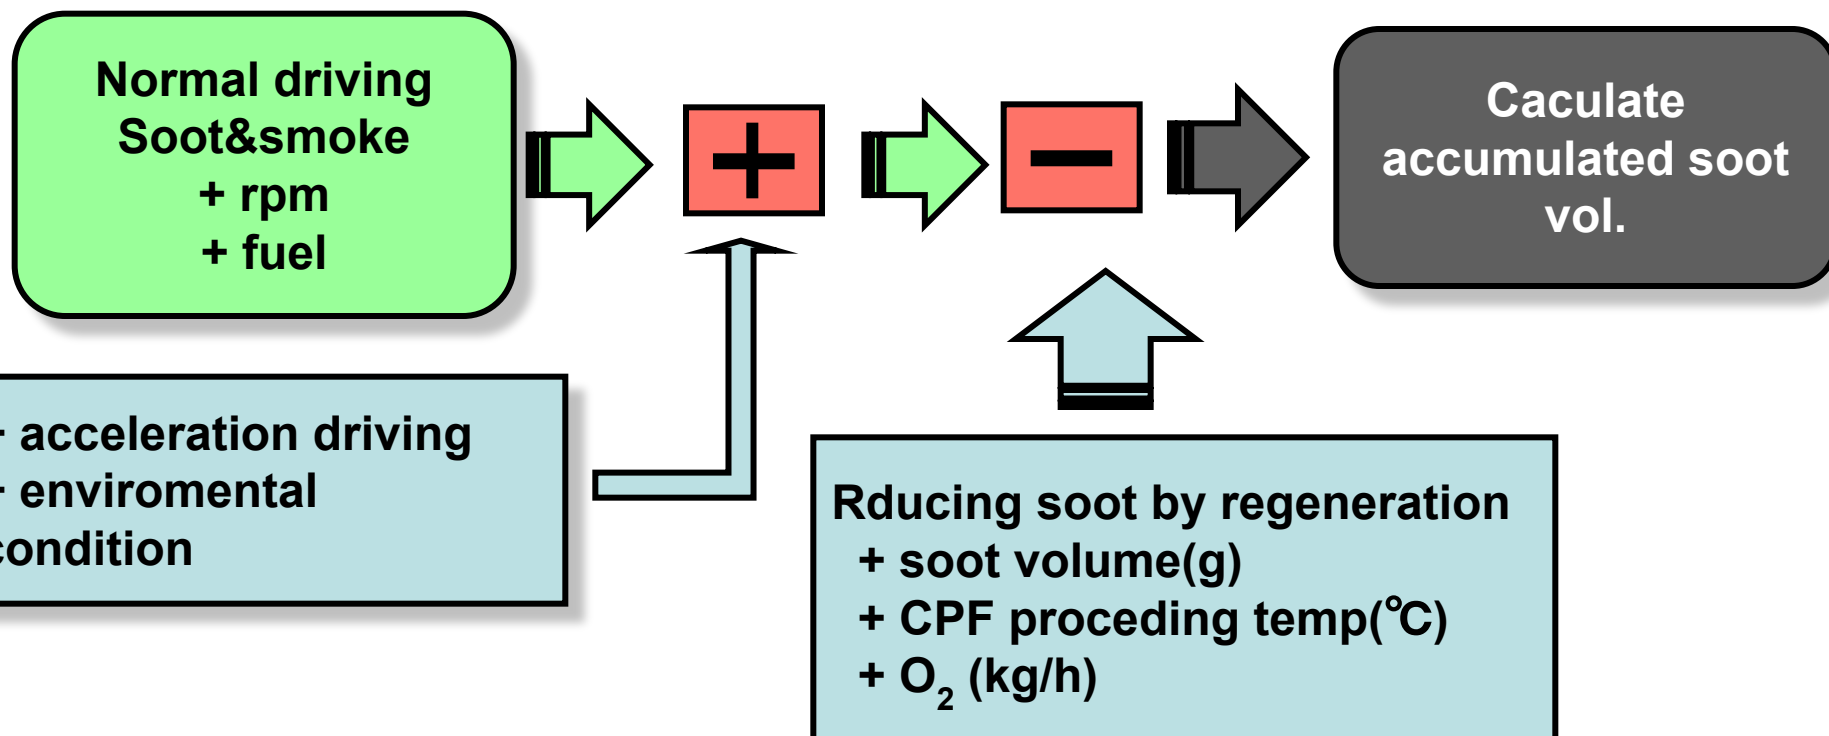 Normal driving
Soot&smoke
+ rpm
+ fuel
+
−
Caculate
accumulated soot
vol.
+ acceleration driving
+ enviromental
condition
Rducing soot by regeneration
+ soot volume(g)
+ CPF proceding temp(℃)
+ O₂ (kg/h)